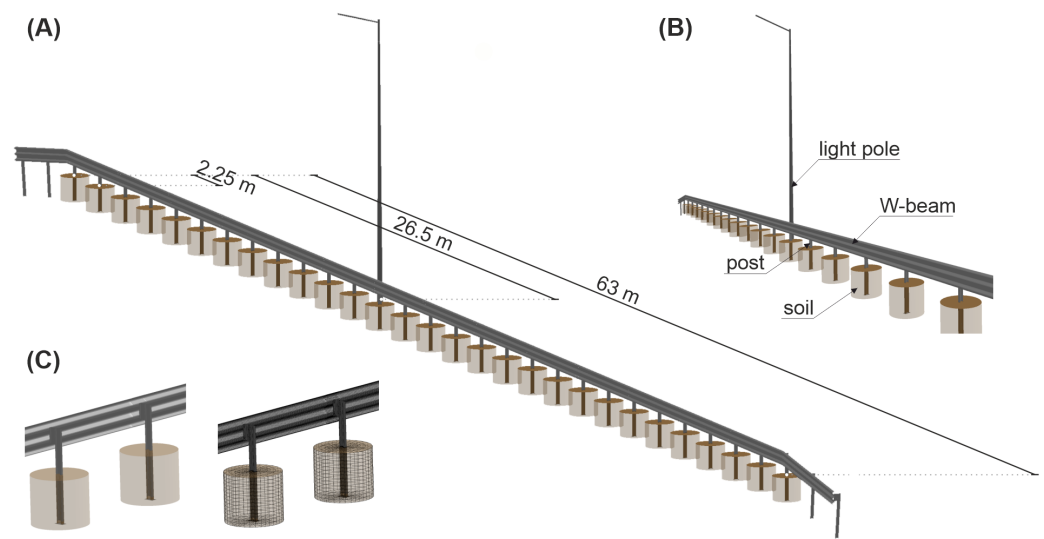 (A)
(B)
2.25 m
26.5 m
63 m
light pole
W-beam
post
soil
(C)